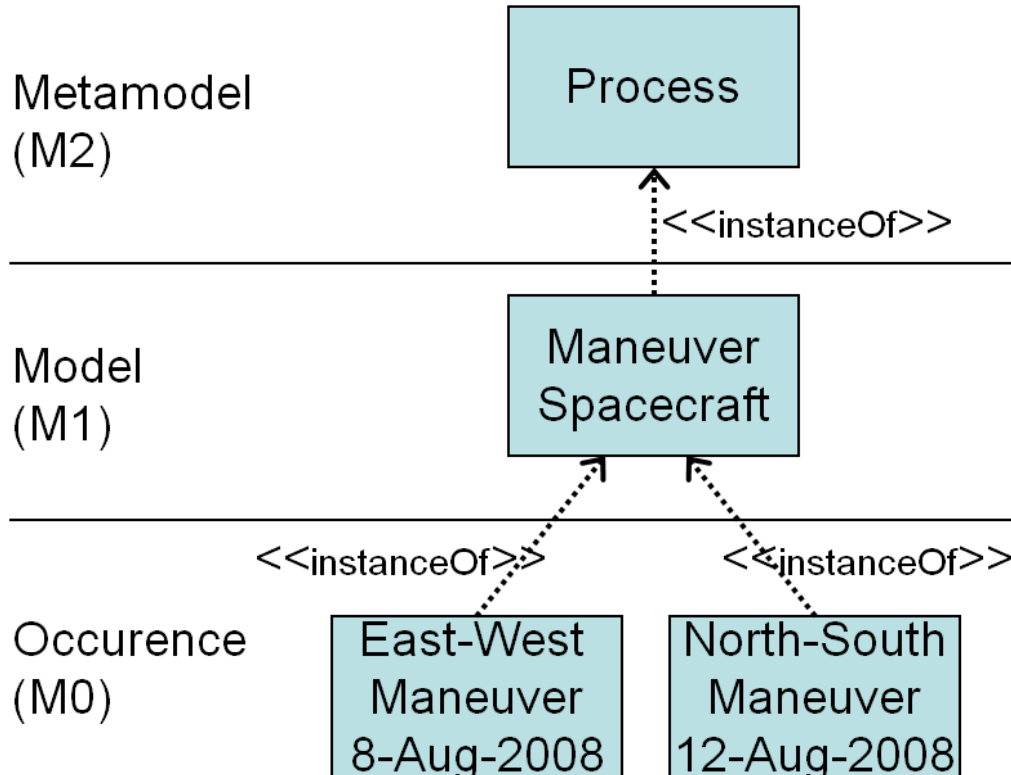 Metamodel
(M2)
Process
<<instanceOf>>
Model
(M1)
Maneuver
Spacecraft
<<instanceOf>>
<<instanceOf>>
Occurence
(M0)
East-West
Maneuver
8-Aug-2008
North-South
Maneuver
12-Aug-2008